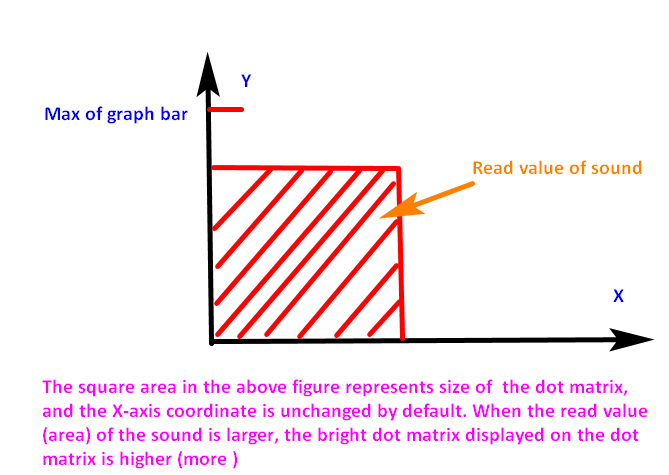 Y
Max of graph bar
Read value of sound
X
The square area in the above figure represents size of  the dot matrix,
and the X-axis coordinate is unchanged by default. When the read value
(area) of the sound is larger, the bright dot matrix displayed on the dot
matrix is higher (more )